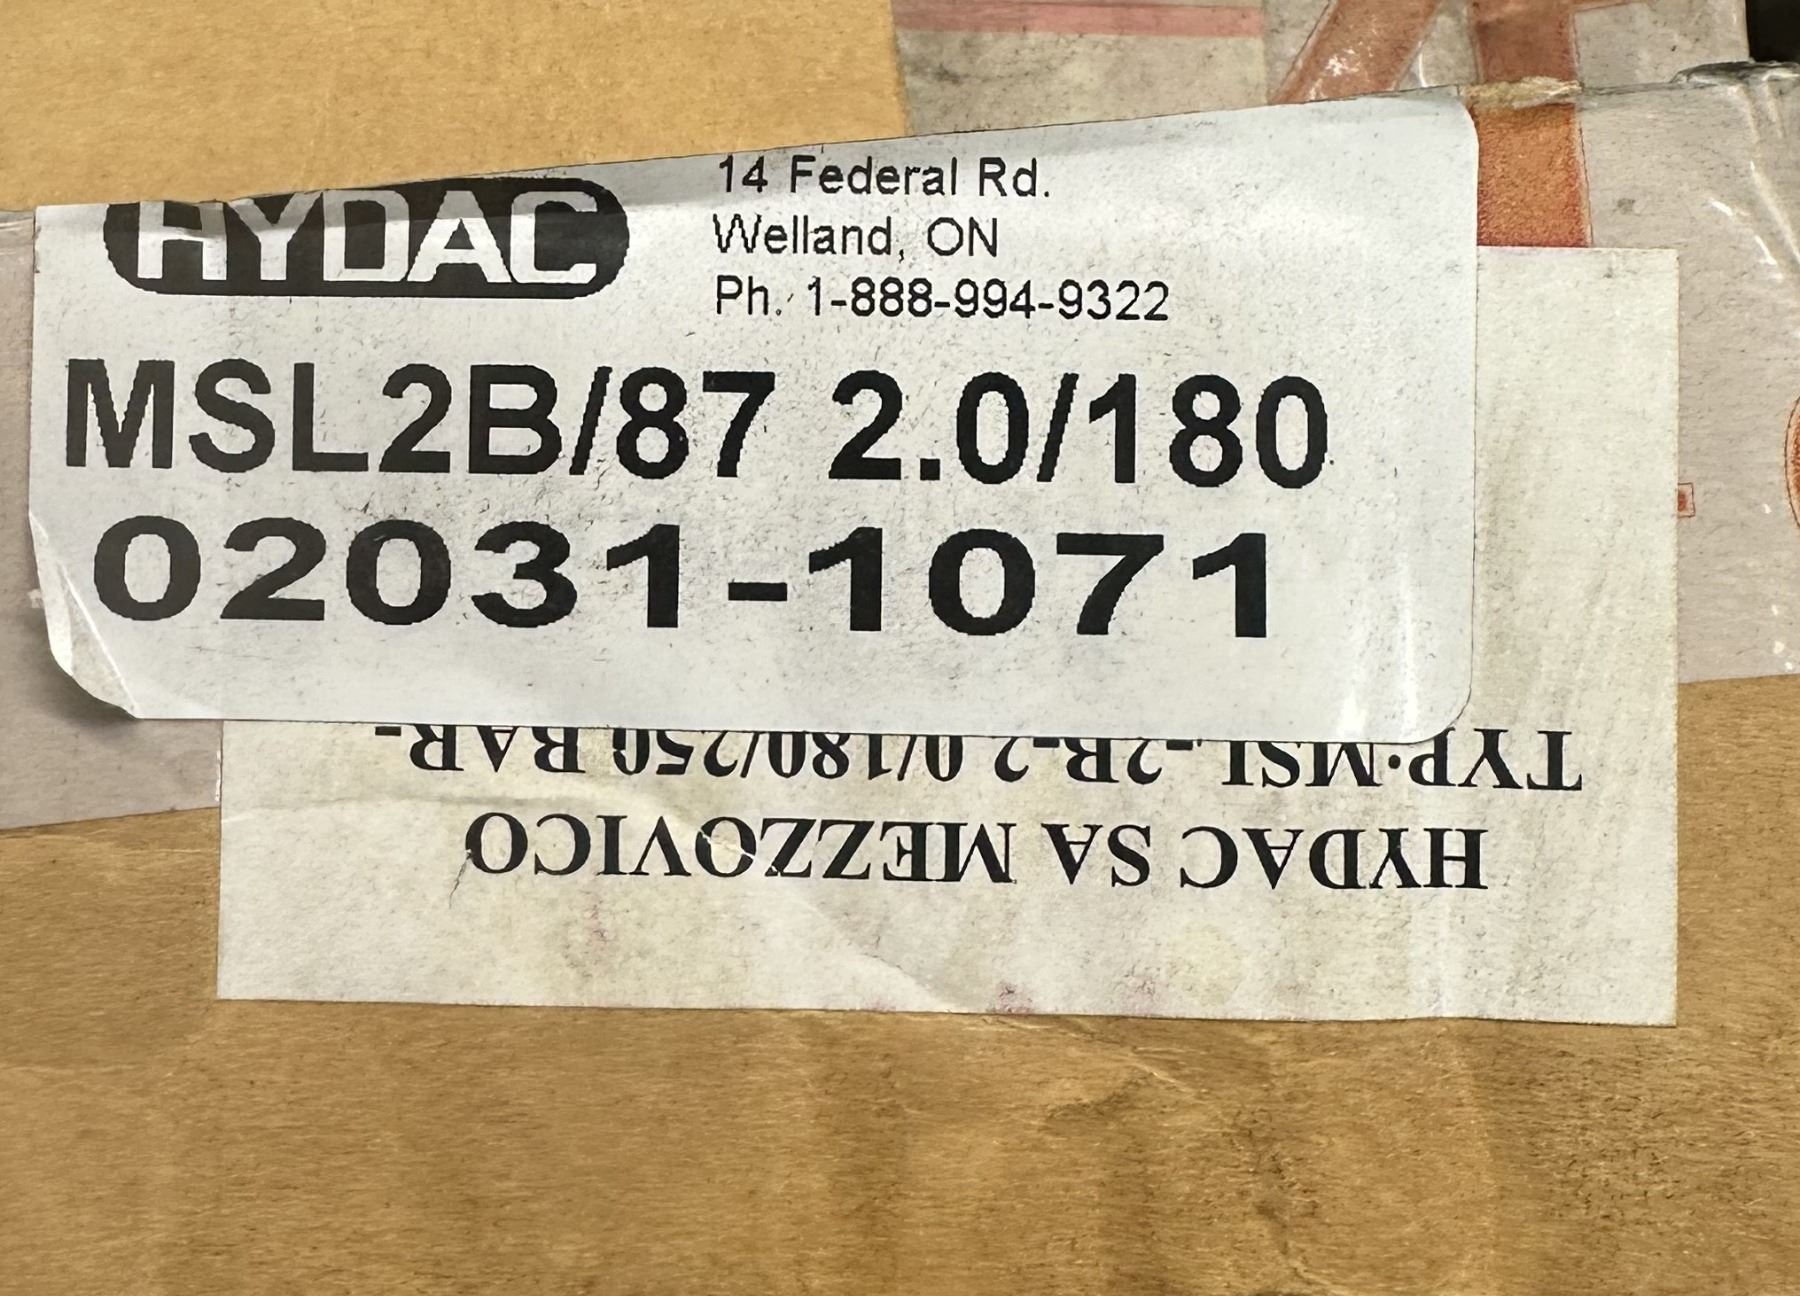 HYDAC
14 Federal Rd.
Welland, ON
Ph. 1-888-994-9322
MSL2B/87 2.0/180
02031-1071
HYDAC SA MEZZOVICO
TYP:MSL-2B-2.0/180/250 BAR-